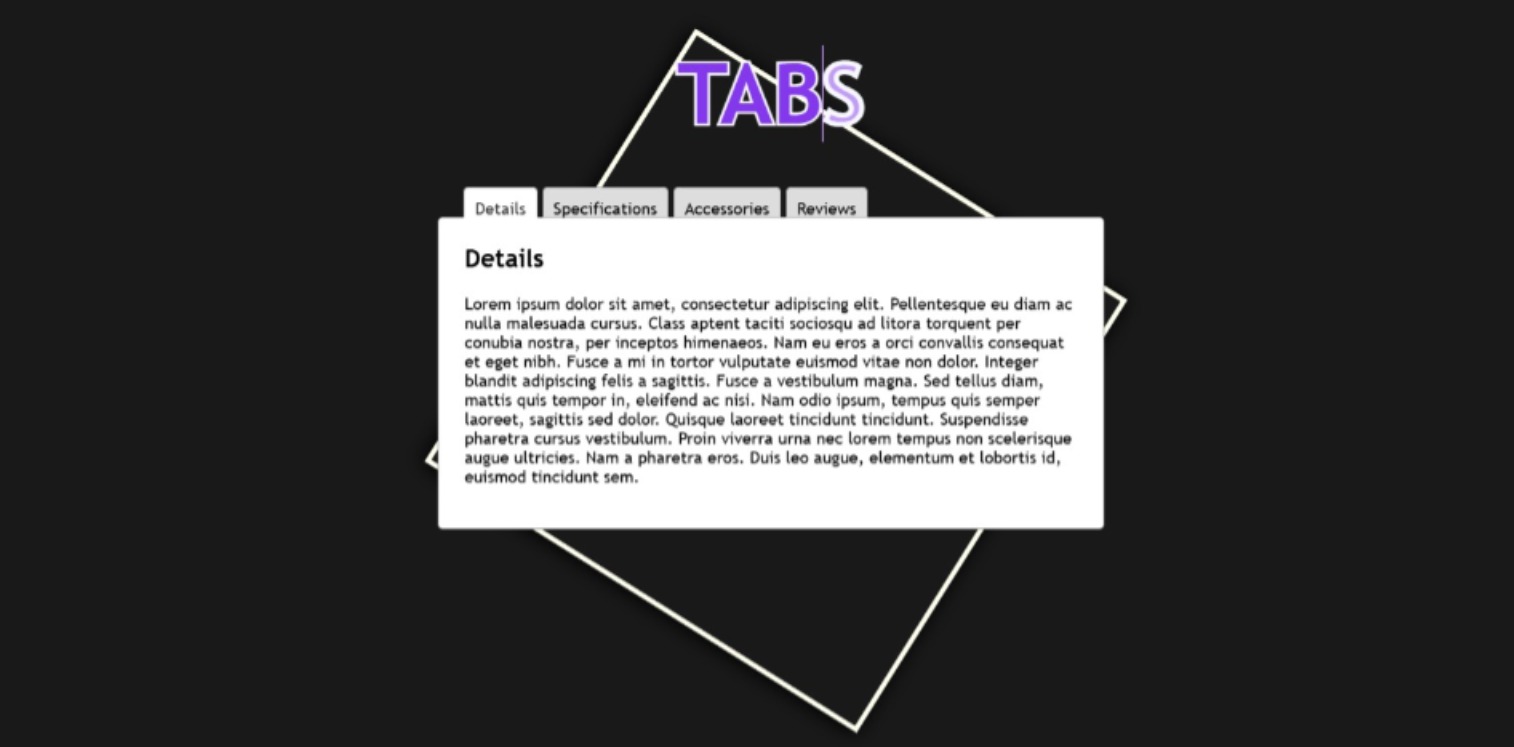 TABS
Details Specifications Accessories Reviews
Details
Lorem ipsum dolor sit amet, consectetur adipiscing elit. Pellentesque eu diam ac
nulla malesuada cursus. Class aptent taciti sociosqu ad litora torquent per
conubia nostra, per inceptos himenaeos. Nam eu eros a orci convallis consequat
et eget nibh. Fusce a mi in tortor vulputate euismod vitae non dolor. Integer
blandit adipiscing felis a sagittis. Fusce a vestibulum magna. Sed tellus diam,
mattis quis tempor in, eleifend ac nisi. Nam odio ipsum, tempus quis semper
laoreet, sagittis sed dolor. Quisque laoreet tincidunt tincidunt. Suspendisse
pharetra cursus vestibulum. Proin viverra urna nec lorem tempus non scelerisque
augue ultricies. Nam a pharetra eros. Duis leo augue, elementum et lobortis id,
euismod tincidunt sem.